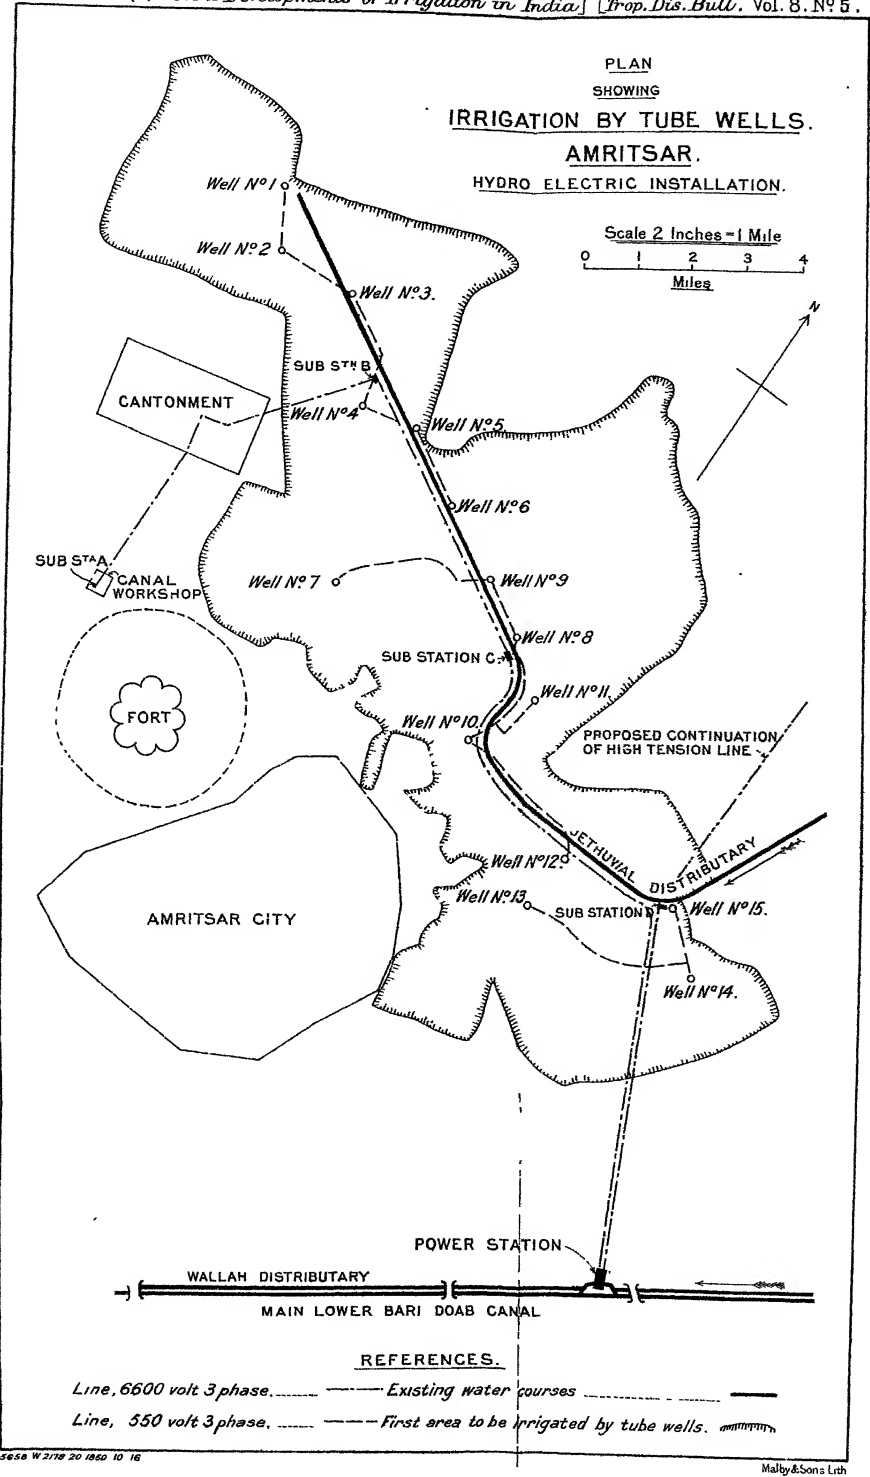 Developments of Irrigation in India] [Trop. Dis. Bull. Vol. 8. Nº 5.
PLAN
SHOWING
IRRIGATION BY TUBE WELLS.
AMRITSAR.
HYDRO ELECTRIC INSTALLATION.
Scale 2 Inches = 1 Mile
0 1 2 3 4
Miles
N
Well Nº 1
Well Nº 2
Well Nº 3.
SUB STN B
CANTONMENT
Well Nº 4
Well Nº 5.
Well Nº 6
SUB STA A
CANAL
WORKSHOP
Well Nº 7
Well Nº 9
Well Nº 8
SUB STATION C.
Well Nº 11.
FORT
Well Nº 10.
PROPOSED CONTINUATION
OF HIGH TENSION LINE
JETHUVIAL DISTRIBUTARY
Well Nº 12.
Well Nº 13
SUB STATION D
Well Nº 15.
AMRITSAR CITY
Well Nº 14.
POWER STATION
WALLAH DISTRIBUTARY
MAIN LOWER BARI DOAB CANAL
REFERENCES.
Line, 6600 volt 3 phase. Existing water courses
Line, 550 volt 3 phase. First area to be irrigated by tube wells.
5658 W 2178 20 1850 10 16
Malby & Sons Lith